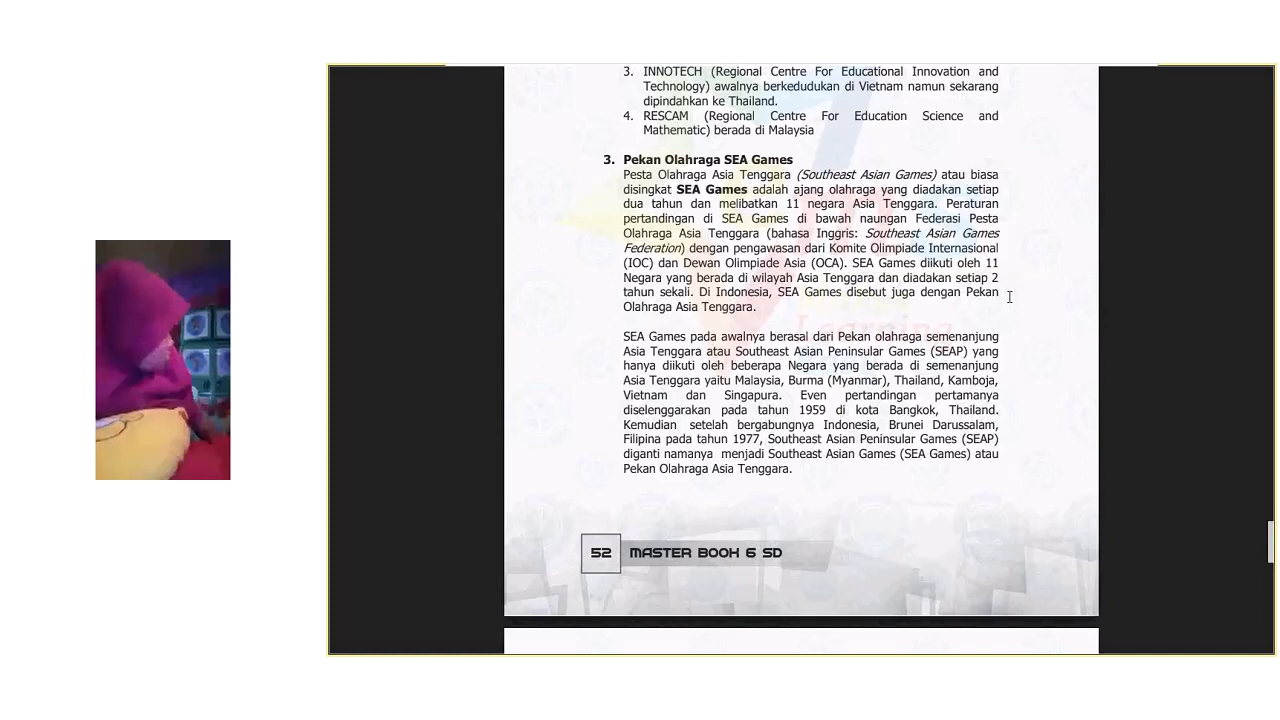 3. INNOTECH (Regional Centre For Educational Innovation and
Technology) awalnya berkedudukan di Vietnam namun sekarang
dipindahkan ke Thailand.
4. RESCAM (Regional Centre For Education Science and
Mathematic) berada di Malaysia
3. Pekan Olahraga SEA Games
Pesta Olahraga Asia Tenggara (Southeast Asian Games) atau biasa
disingkat SEA Games adalah ajang olahraga yang diadakan setiap
dua tahun dan melibatkan 11 negara Asia Tenggara. Peraturan
pertandingan di SEA Games di bawah naungan Federasi Pesta
Olahraga Asia Tenggara (bahasa Inggris: Southeast Asian Games
Federation) dengan pengawasan dari Komite Olimpiade Internasional
(IOC) dan Dewan Olimpiade Asia (OCA). SEA Games diikuti oleh 11
Negara yang berada di wilayah Asia Tenggara dan diadakan setiap 2
tahun sekali. Di Indonesia, SEA Games disebut juga dengan Pekan
Olahraga Asia Tenggara.
Learning
SEA Games pada awalnya berasal dari Pekan olahraga semenanjung
Asia Tenggara atau Southeast Asian Peninsular Games (SEAP) yang
hanya diikuti oleh beberapa Negara yang berada di semenanjung
Asia Tenggara yaitu Malaysia, Burma (Myanmar), Thailand, Kamboja,
Vietnam dan Singapura. Even pertandingan pertamanya
diselenggarakan pada tahun 1959 di kota Bangkok, Thailand.
Kemudian setelah bergabungnya Indonesia, Brunei Darussalam,
Filipina pada tahun 1977, Southeast Asian Peninsular Games (SEAP)
diganti namanya menjadi Southeast Asian Games (SEA Games) atau
Pekan Olahraga Asia Tenggara.
52 MASTER BOOK 6 SD